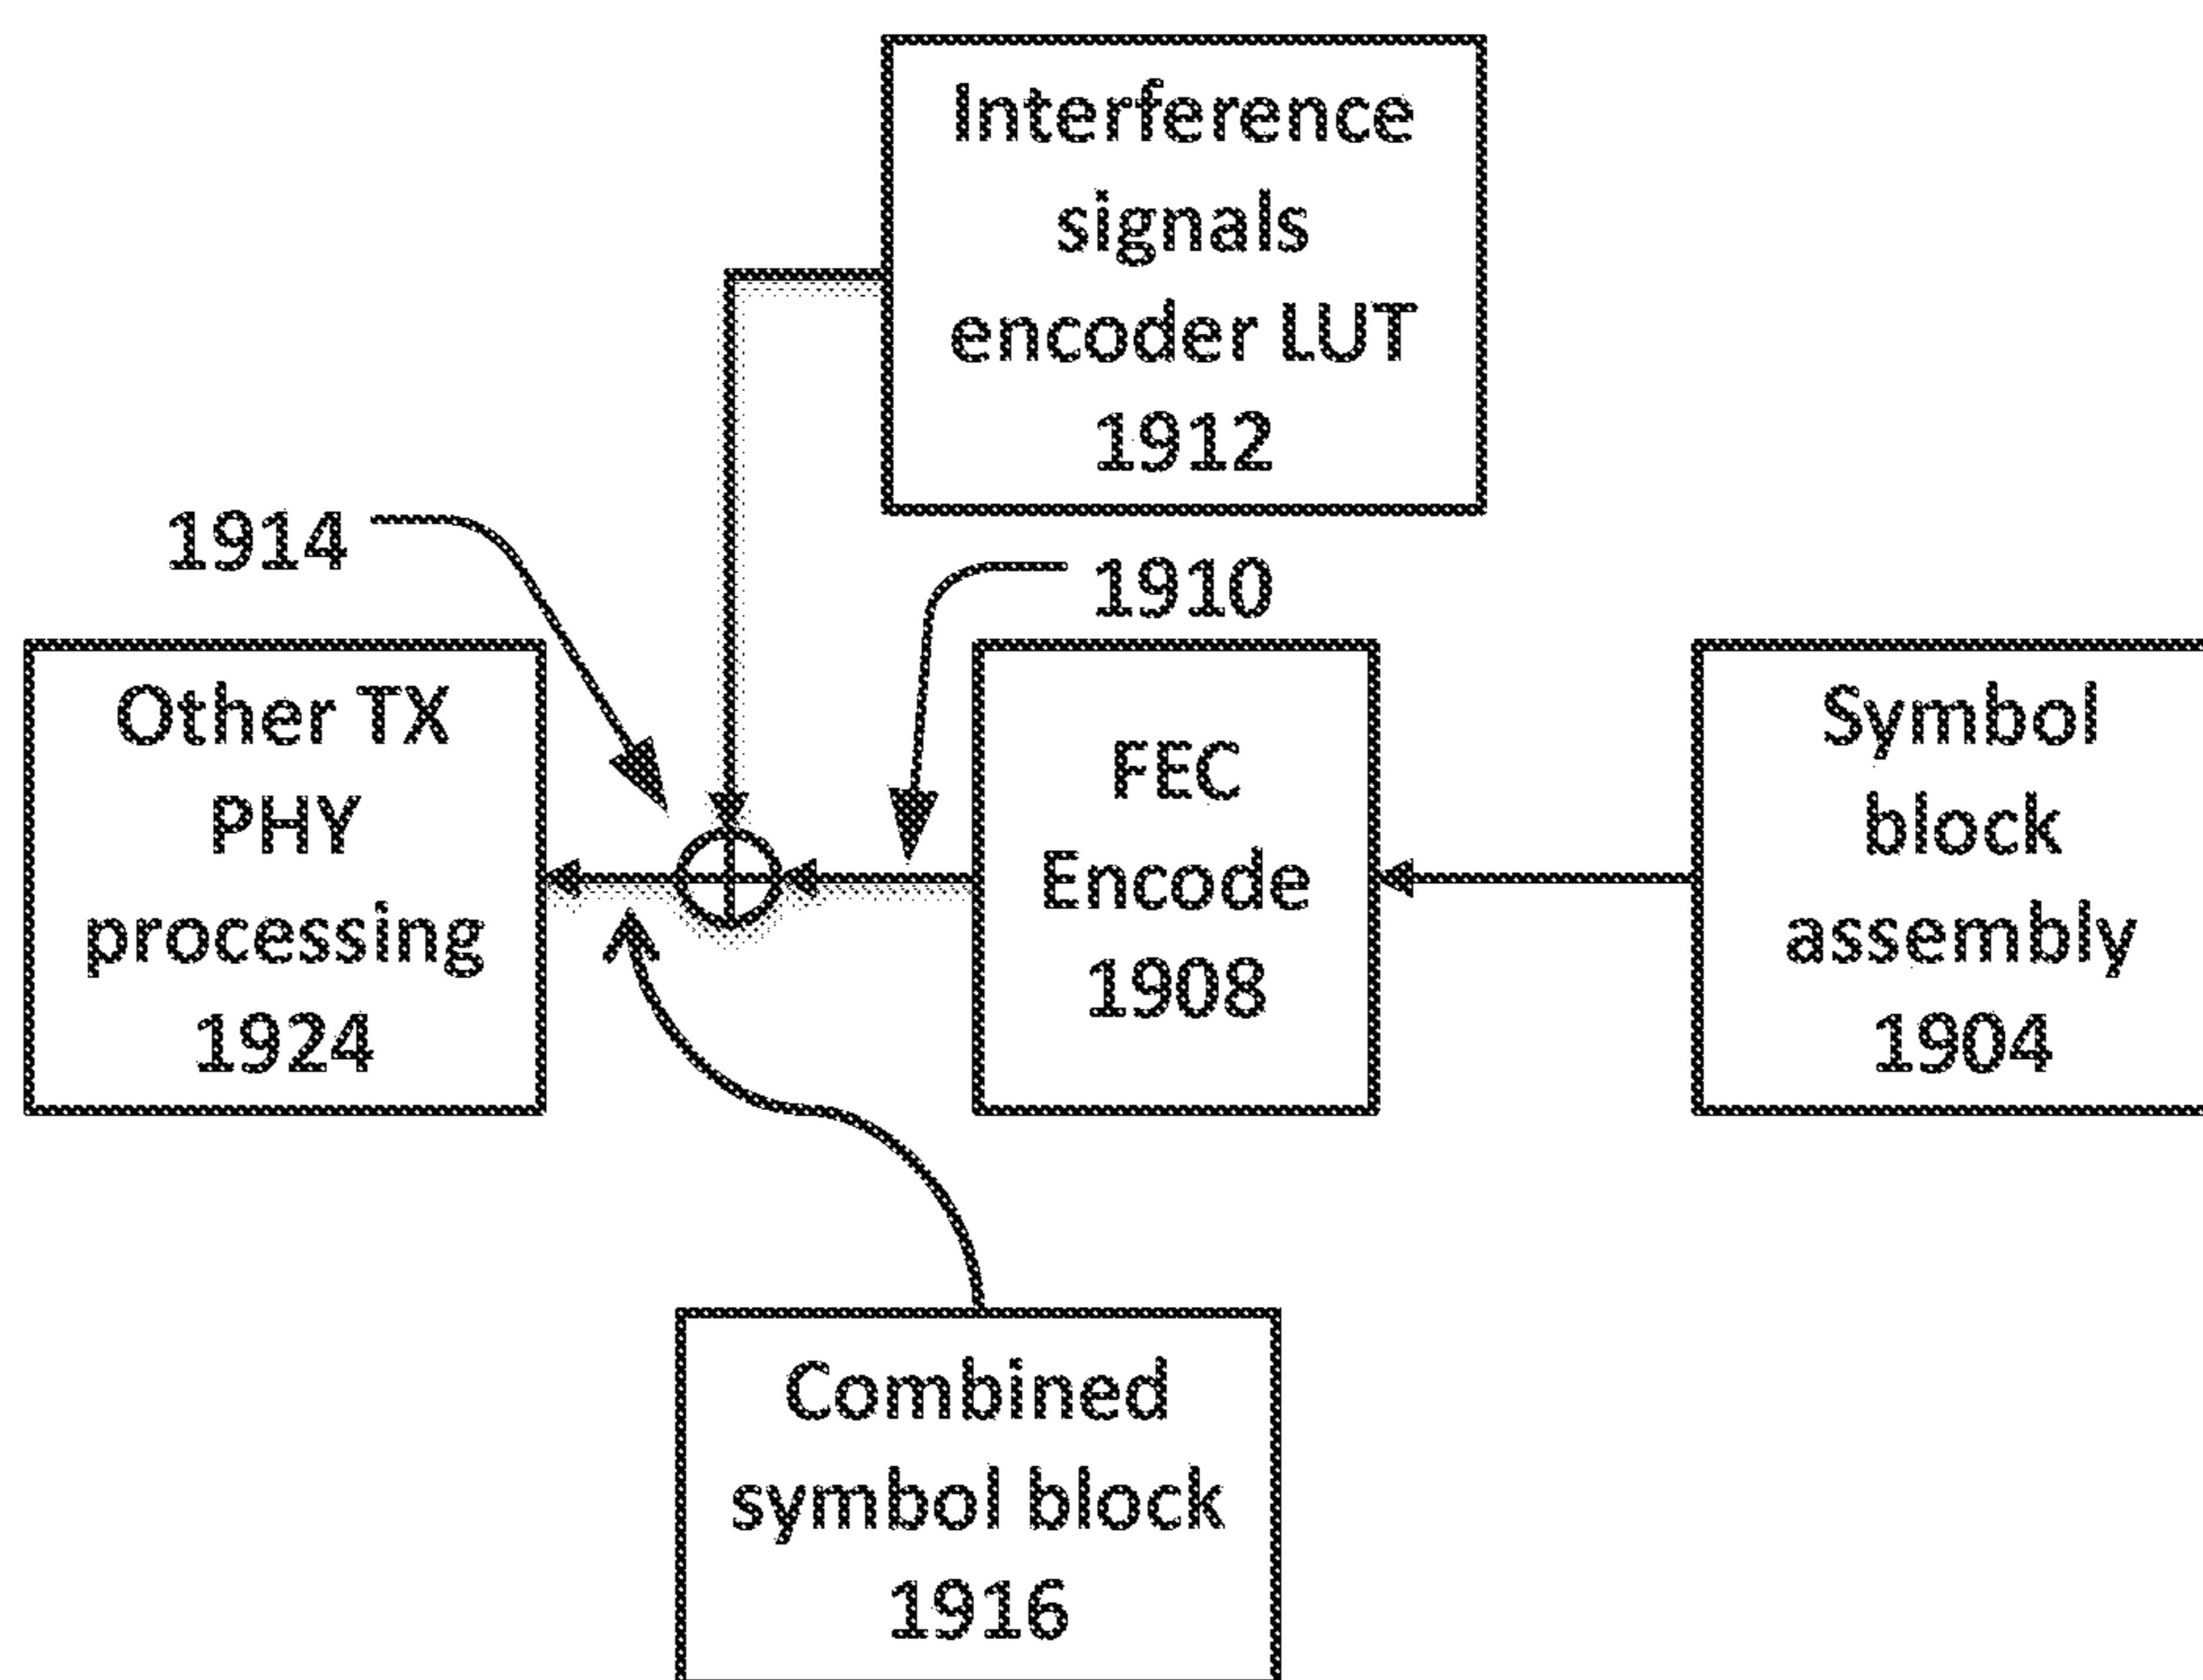 Interference
signals
encoder LUT
1912
1914
1910
Other TX
PHY
processing
1924
FEC
Encode
1908
Symbol
block
assembly
1904
Combined
symbol block
1916